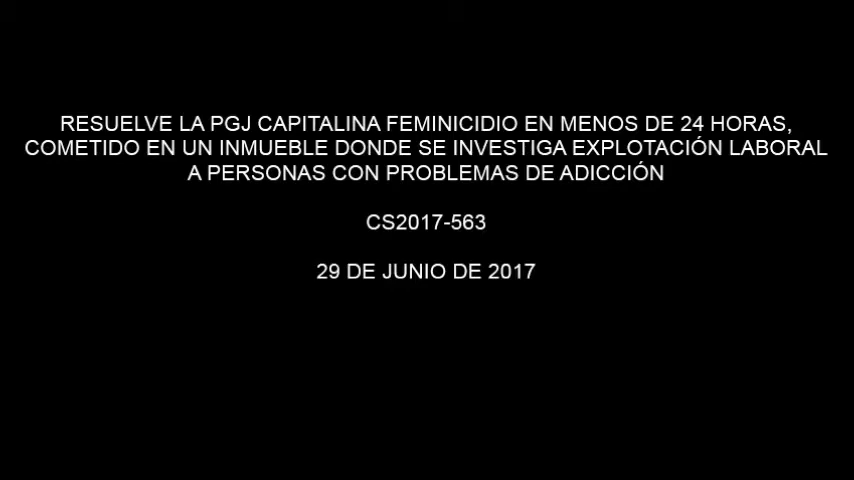 RESUELVE LA PGJ CAPITALINA FEMINICIDIO EN MENOS DE 24 HORAS,
COMETIDO EN UN INMUEBLE DONDE SE INVESTIGA EXPLOTACIÓN LABORAL
A PERSONAS CON PROBLEMAS DE ADICCIÓN
CS2017-563
29 DE JUNIO DE 2017